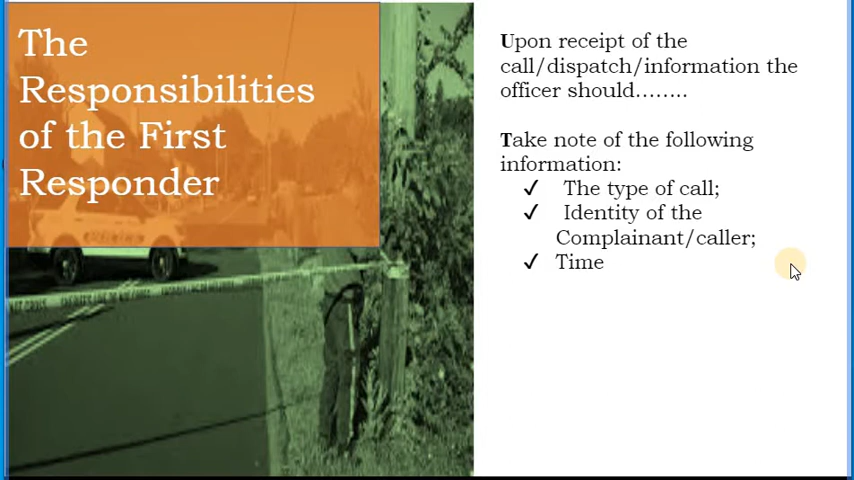 The
Responsibilities
of the First
Responder
Upon receipt of the
call/dispatch/information the
officer should........
Take note of the following
information:
✓ The type of call;
✓ Identity of the
Complainant/caller;
✓ Time